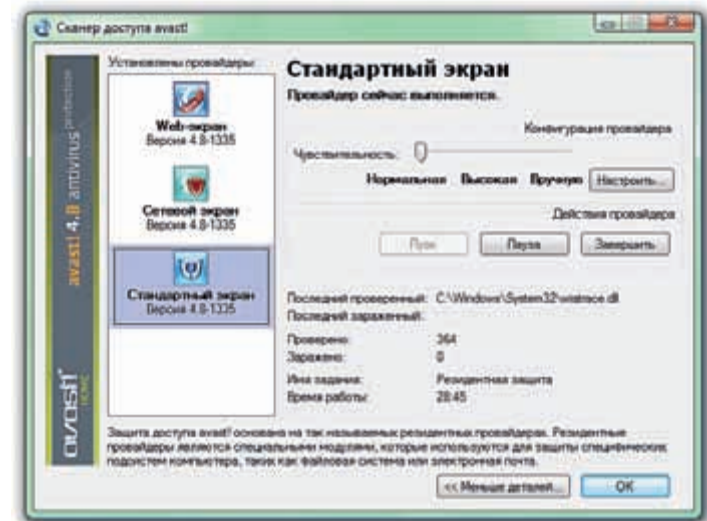 Сканер доступа avast!
avast! 4.8 antivirus protection
avast!
HOME
Установлены провайдеры:
Web-экран
Версия 4.8-1335
Сетевой экран
Версия 4.8-1335
Стандартный экран
Версия 4.8-1335
Стандартный экран
Провайдер сейчас выполняется.
Конфигурация провайдера
Чувствительность:
Нормальная Высокая Вручную Настроить...
Действия провайдера
Пуск Пауза Завершить
Последний проверенный: C:\Windows\System32\
Последний зараженный:
Проверено: 364
Заражено: 0
Имя задания: Резидентная защита
Время работы: 28:45
Защита доступа avast! основана на так называемых резидентных провайдерах. Резидентные
провайдеры являются специальными модулями, которые используются для защиты специфических
подсистем компьютера, таких как файловая система или электронная почта.
<< Меньше деталей... OK